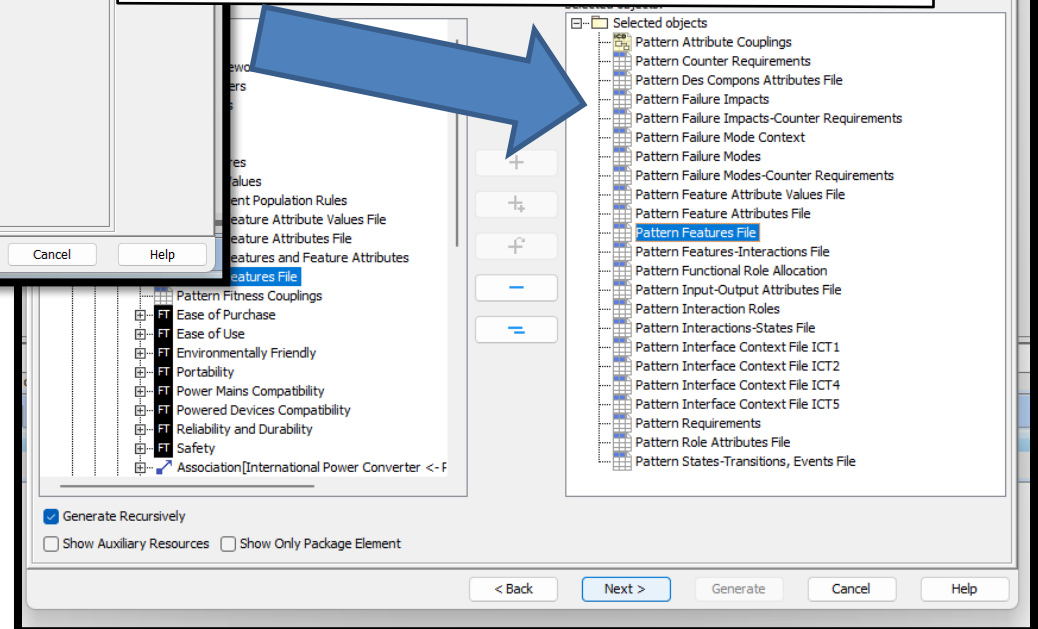 Selected objects
Pattern Attribute Couplings
Pattern Counter Requirements
Pattern Des Compons Attributes File
Pattern Failure Impacts
Pattern Failure Impacts-Counter Requirements
Pattern Failure Mode Context
Pattern Failure Modes
Pattern Failure Modes-Counter Requirements
Pattern Feature Attribute Values File
Pattern Feature Attributes File
Pattern Features File
Pattern Features-Interactions File
Pattern Functional Role Allocation
Pattern Input-Output Attributes File
Pattern Interaction Roles
Pattern Interactions-States File
Pattern Interface Context File ICT1
Pattern Interface Context File ICT2
Pattern Interface Context File ICT4
Pattern Interface Context File ICT5
Pattern Requirements
Pattern Role Attributes File
Pattern States-Transitions, Events File
Cancel
Help
ent Population Rules
eature Attribute Values File
eature Attributes File
eatures and Feature Attributes
eatures File
Pattern Fitness Couplings
FT Ease of Purchase
FT Ease of Use
FT Environmentally Friendly
FT Portability
FT Power Mains Compatibility
FT Powered Devices Compatibility
FT Reliability and Durability
FT Safety
Association[International Power Converter <- F
Generate Recursively
Show Auxiliary Resources
Show Only Package Element
< Back
Next >
Generate
Cancel
Help